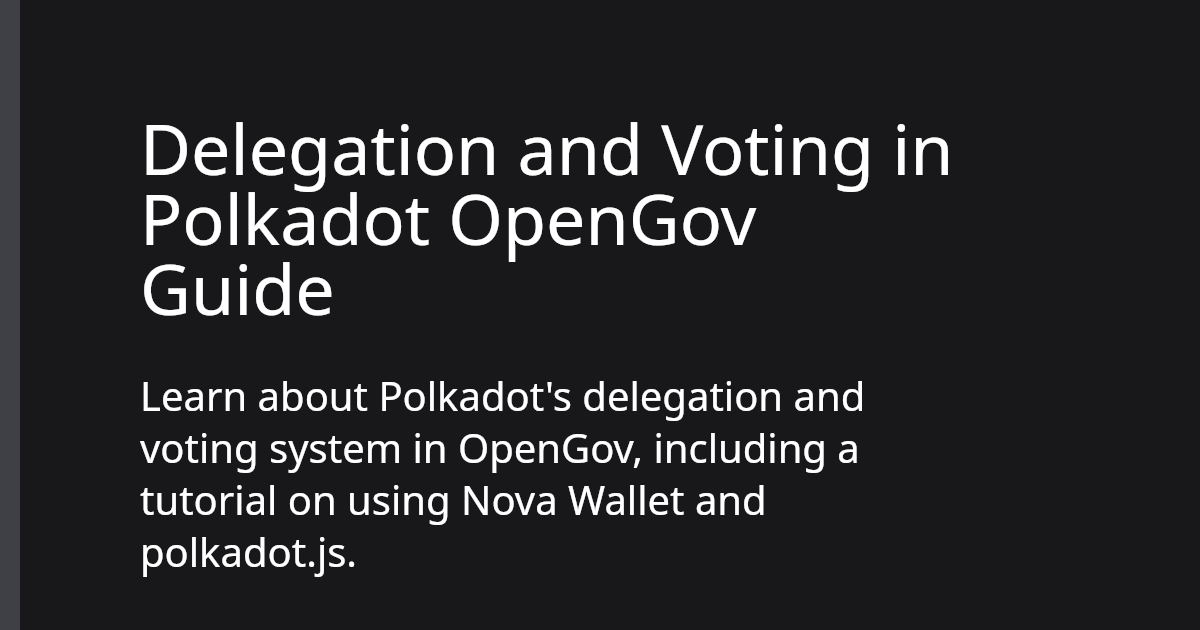 Delegation and Voting in
Polkadot OpenGov
Guide
Learn about Polkadot's delegation and
voting system in OpenGov, including a
tutorial on using Nova Wallet and
polkadot.js.